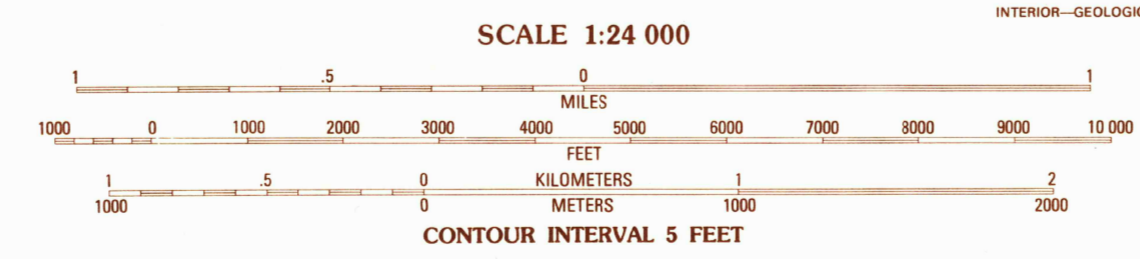 INTERIOR—GEOLOGIC
SCALE 1:24 000
1 .5 0 1
MILES
1000 0 1000 2000 3000 4000 5000 6000 7000 8000 9000 10 000
FEET
1 .5 0 KILOMETERS 1 2
1000 0 METERS 1000 2000
CONTOUR INTERVAL 5 FEET